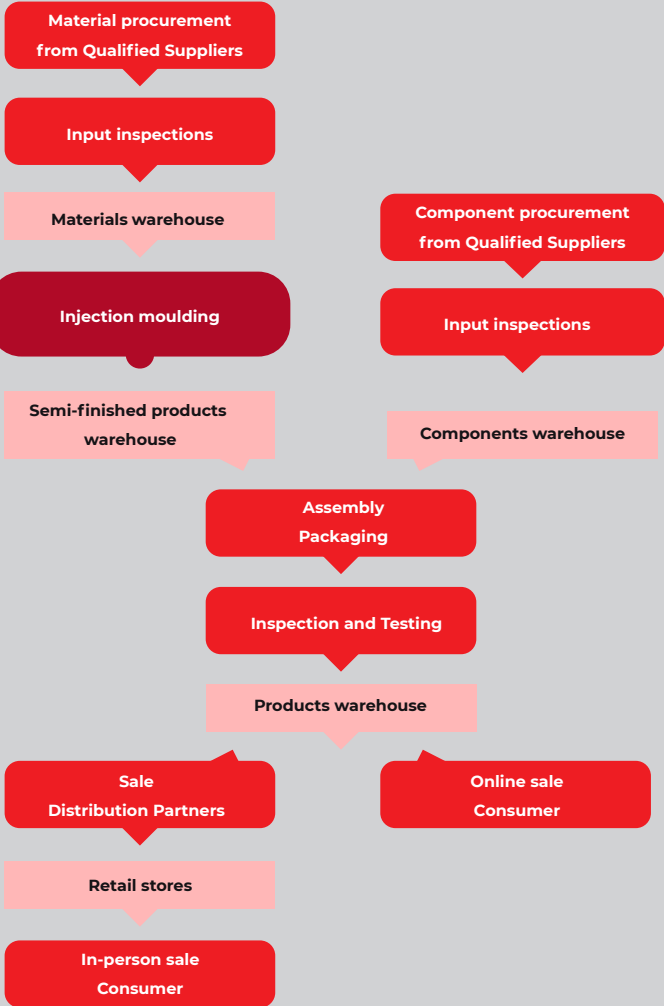 Material procurement
from Qualified Suppliers
Input inspections
Materials warehouse
Injection moulding
Semi-finished products
warehouse
Component procurement
from Qualified Suppliers
Input inspections
Components warehouse
Assembly
Packaging
Inspection and Testing
Products warehouse
Sale
Distribution Partners
Retail stores
In-person sale
Consumer
Online sale
Consumer